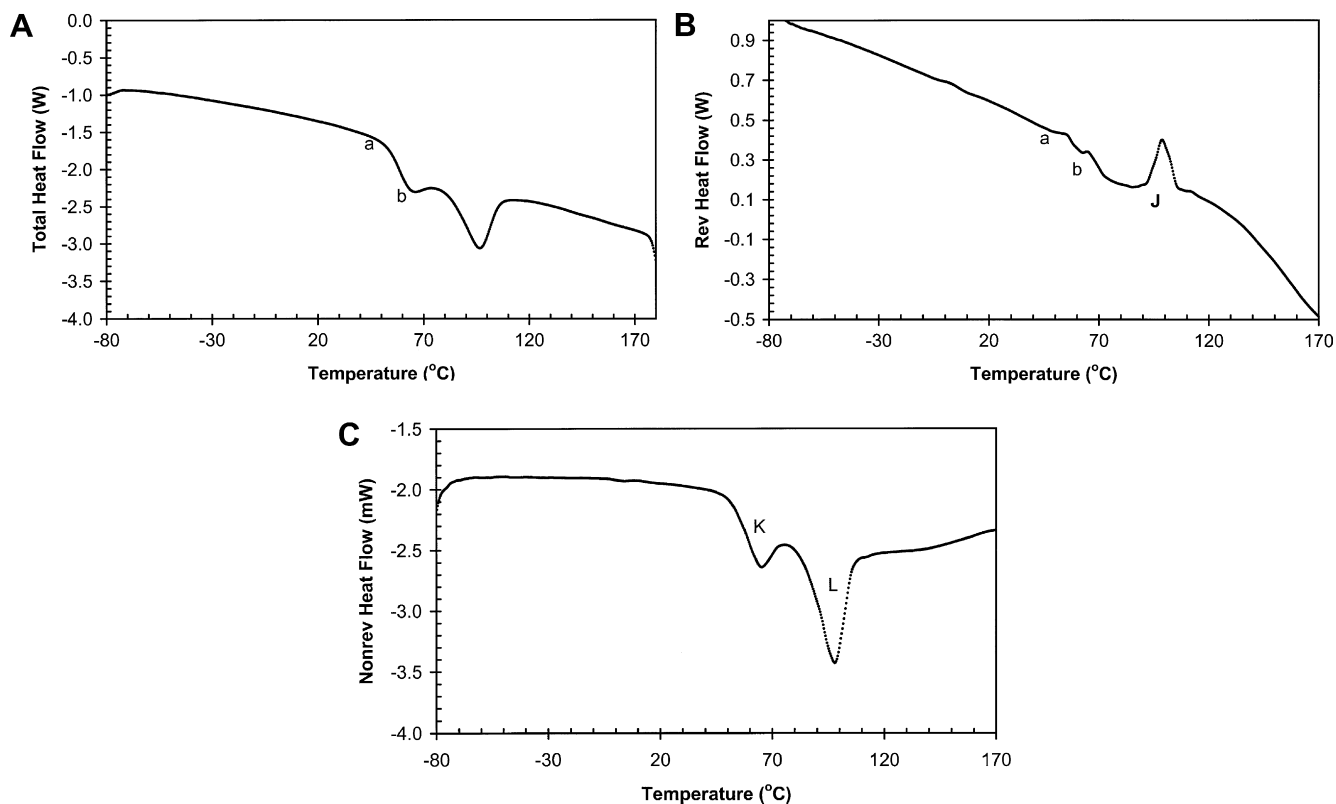 A
Total Heat Flow (W)
0.0
-1.0
-1.5
-2.0
-2.5
-3.0
-3.5
-4.0
a
b
-80
-30
20
70
120
170
Temperature (°C)
B
Rev Heat Flow (W)
0.9
0.7
0.5
0.3
0.1
-0.1
-0.3
-0.5
a
b
J
-80
-30
20
70
120
170
Temperature (°C)
C
Nonrev Heat Flow (mW)
-1.5
-2.0
-2.5
-3.0
-3.5
-4.0
K
L
-80
-30
20
70
120
170
Temperature (°C)